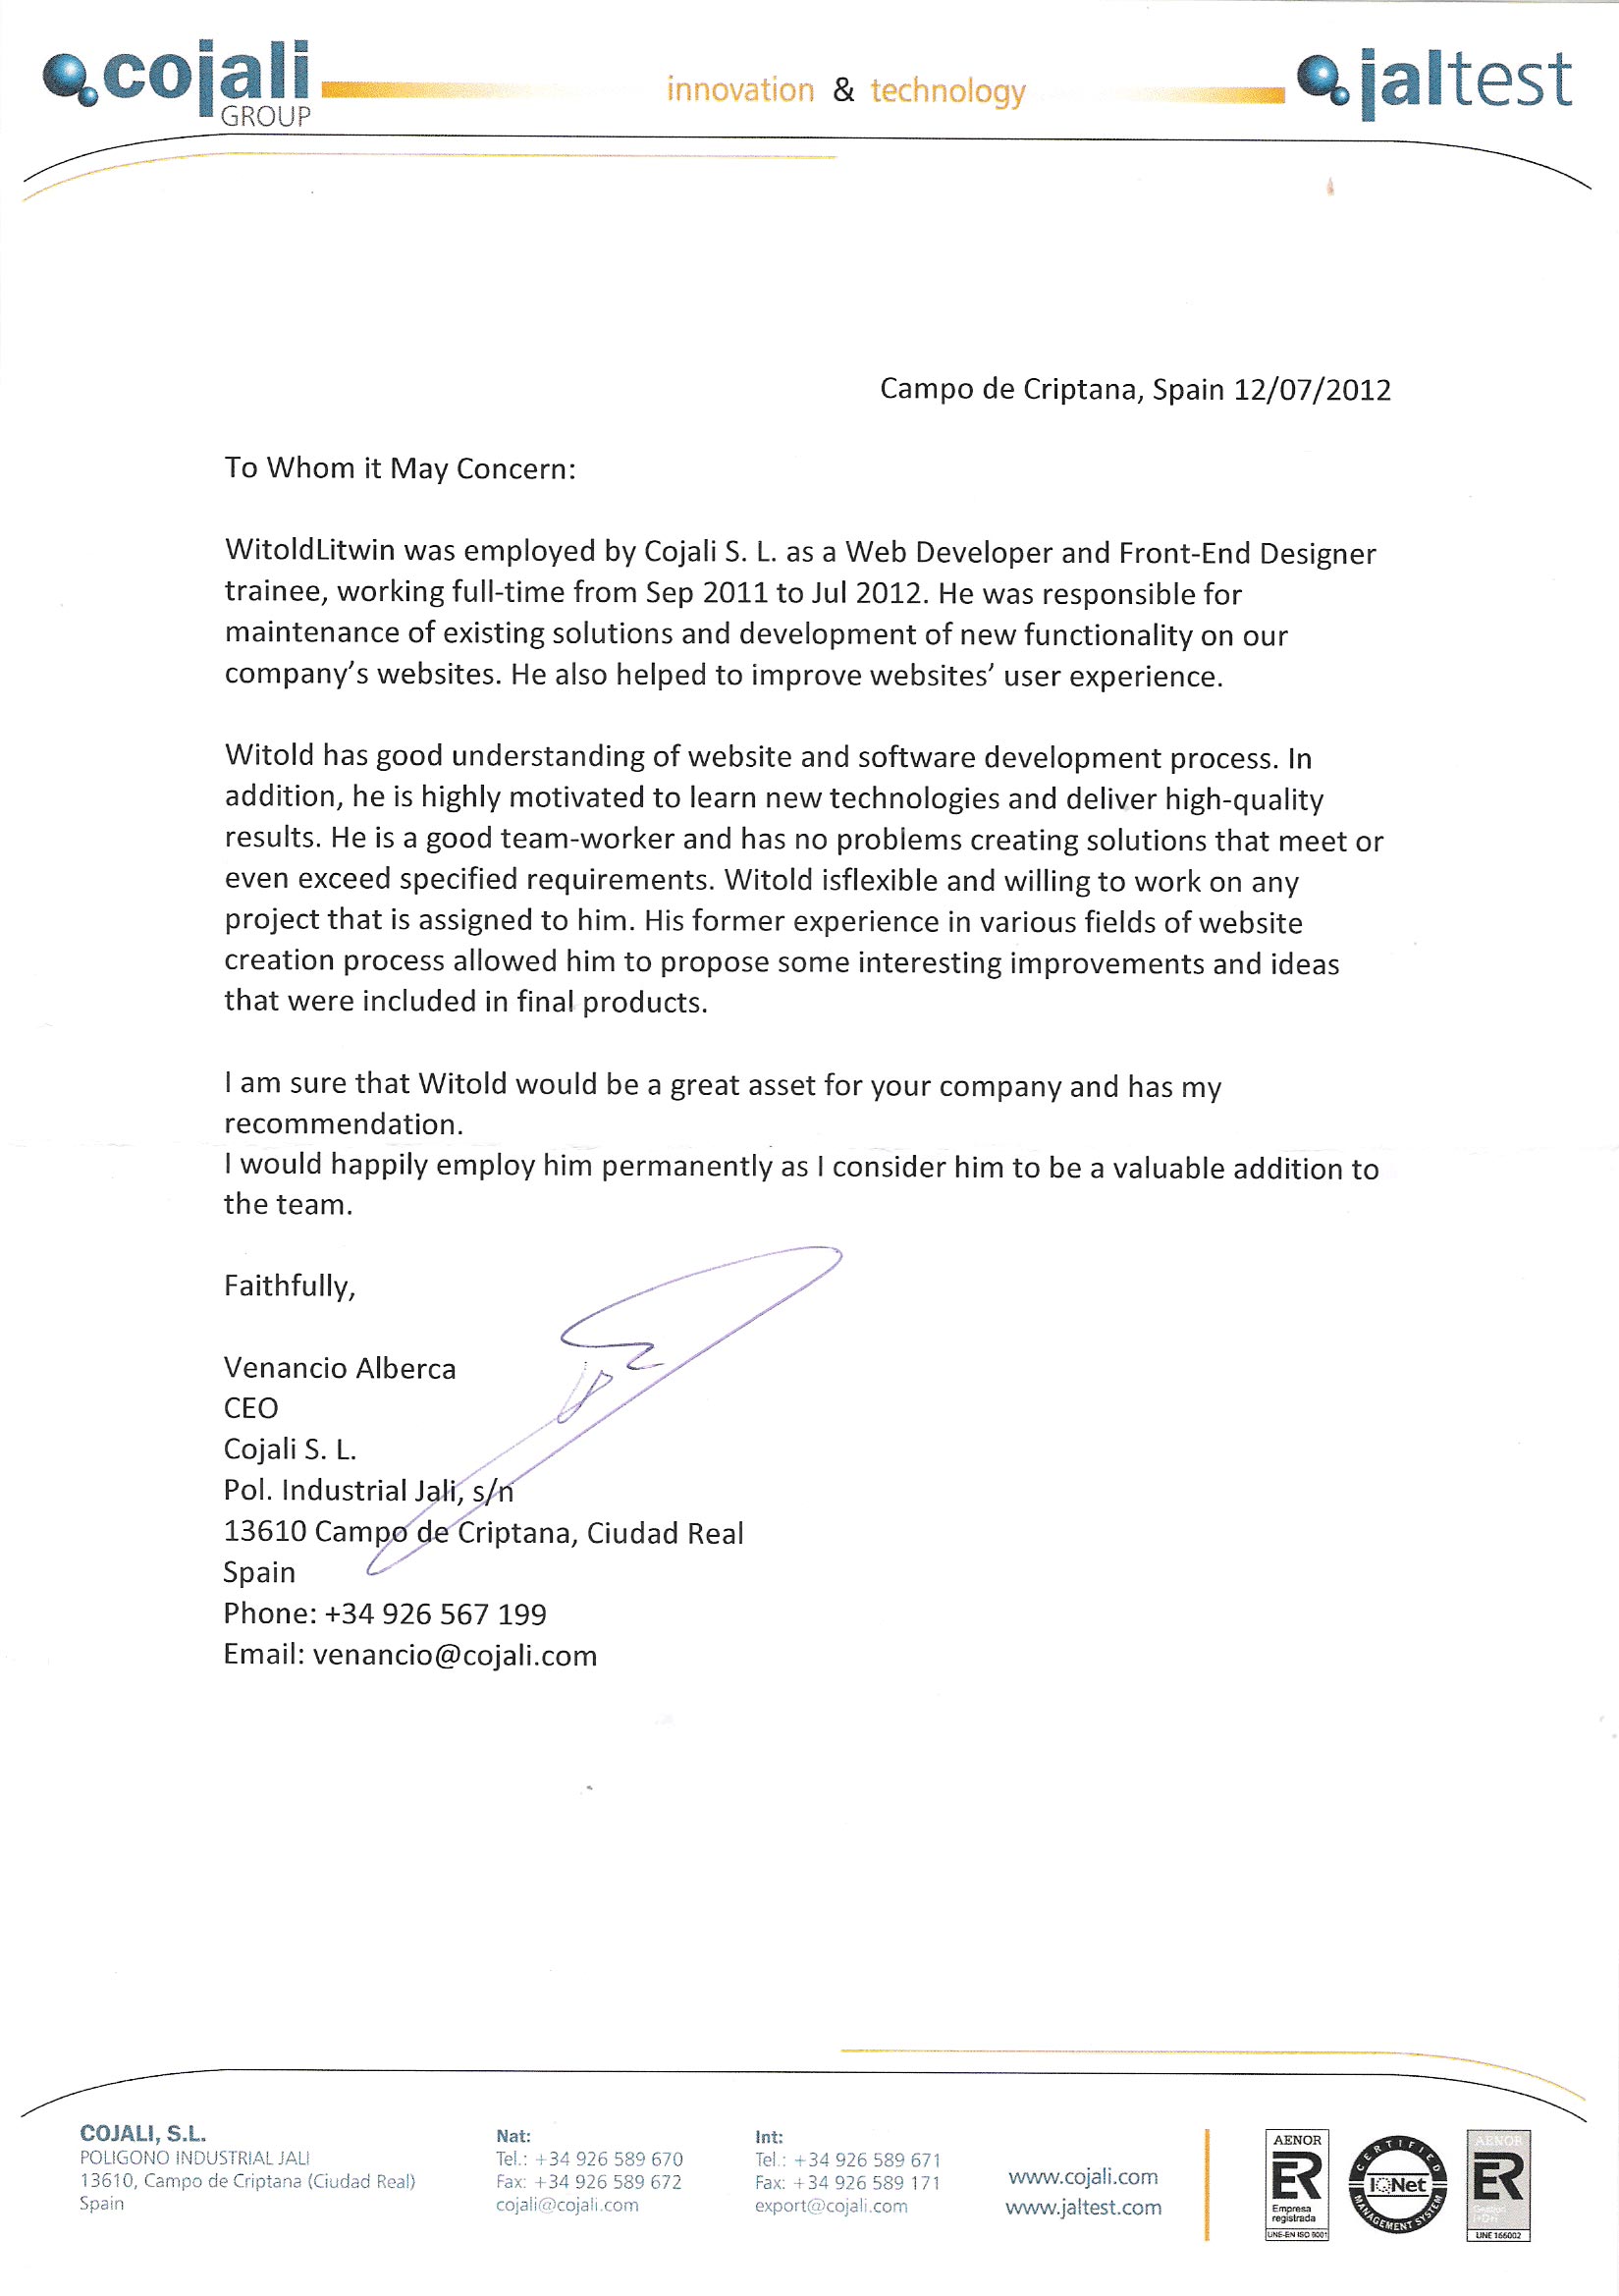 cojali
GROUP
innovation & technology
jaltest
Campo de Criptana, Spain 12/07/2012
To Whom it May Concern:
WitoldLitwin was employed by Cojali S. L. as a Web Developer and Front-End Designer
trainee, working full-time from Sep 2011 to Jul 2012. He was responsible for
maintenance of existing solutions and development of new functionality on our
company’s websites. He also helped to improve websites’ user experience.
Witold has good understanding of website and software development process. In
addition, he is highly motivated to learn new technologies and deliver high-quality
results. He is a good team-worker and has no problems creating solutions that meet or
even exceed specified requirements. Witold isflexible and willing to work on any
project that is assigned to him. His former experience in various fields of website
creation process allowed him to propose some interesting improvements and ideas
that were included in final products.
I am sure that Witold would be a great asset for your company and has my
recommendation.
I would happily employ him permanently as I consider him to be a valuable addition to
the team.
Faithfully,
Venancio Alberca
CEO
Cojali S. L.
Pol. Industrial Jali, s/n
13610 Campo de Criptana, Ciudad Real
Spain
Phone: +34 926 567 199
Email: venancio@cojali.com
COJALI, S.L.
POLIGONO INDUSTRIAL JALI
13610, Campo de Criptana (Ciudad Real)
Spain
Nat:
Tel.: +34 926 589 670
Fax: +34 926 589 672
cojali@cojali.com
Int:
Tel.: +34 926 589 671
Fax: +34 926 589 171
export@cojali.com
www.cojali.com
www.jaltest.com
AENOR
ER
Empresa
registrada
UNE-EN ISO 9001
CERTIFIED
IQNet
MANAGEMENT SYSTEM
AENOR
ER
UNE 166002